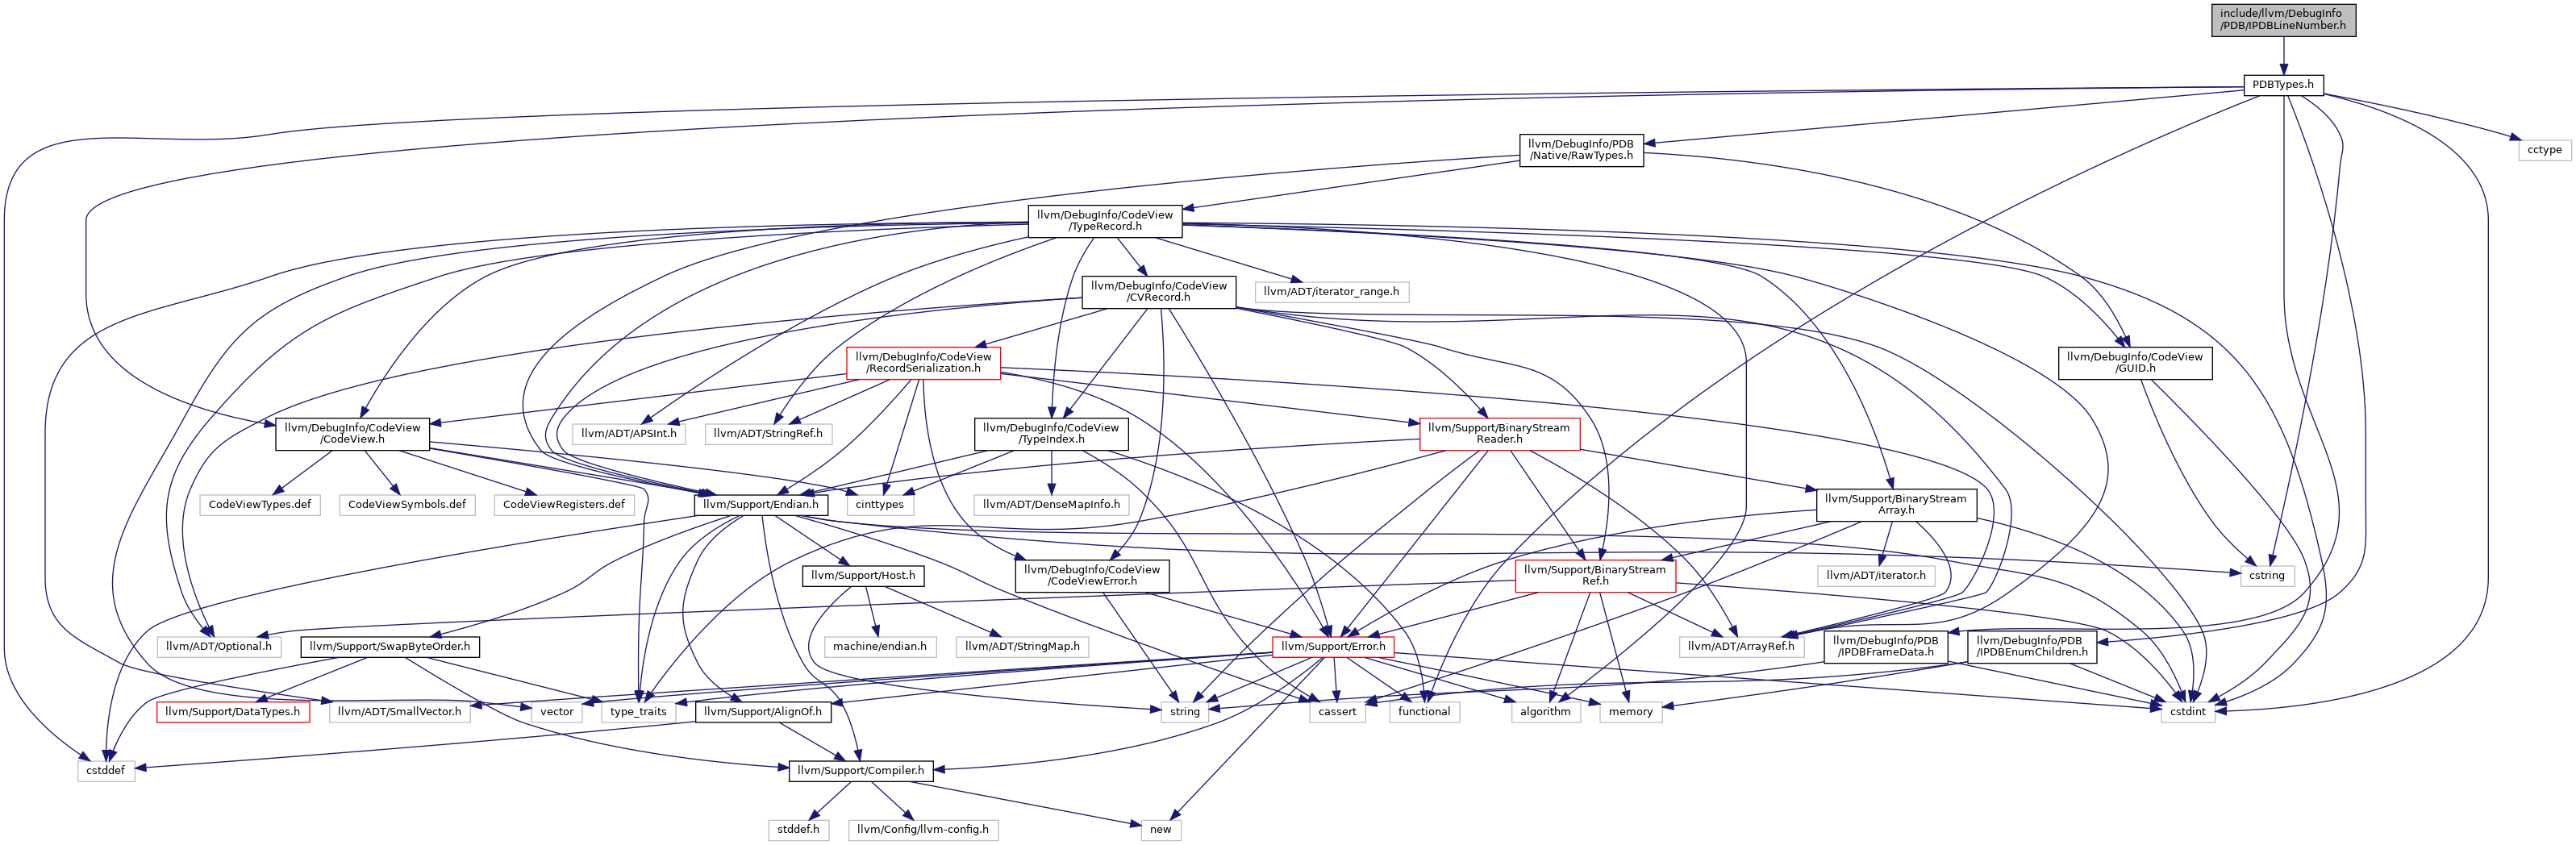 include/llvm/DebugInfo
/PDB/IPDBLineNumber.h
PDBTypes.h
llvm/DebugInfo/PDB
/Native/RawTypes.h
cctype
llvm/DebugInfo/CodeView
/TypeRecord.h
llvm/DebugInfo/CodeView
/CVRecord.h
llvm/ADT/iterator_range.h
llvm/DebugInfo/CodeView
/RecordSerialization.h
llvm/DebugInfo/CodeView
/GUID.h
llvm/DebugInfo/CodeView
/CodeView.h
llvm/ADT/APSInt.h
llvm/ADT/StringRef.h
llvm/DebugInfo/CodeView
/TypeIndex.h
llvm/Support/BinaryStream
Reader.h
CodeViewTypes.def
CodeViewSymbols.def
CodeViewRegisters.def
llvm/Support/Endian.h
cinttypes
llvm/ADT/DenseMapInfo.h
llvm/Support/BinaryStream
Array.h
llvm/Support/Host.h
llvm/DebugInfo/CodeView
/CodeViewError.h
llvm/Support/BinaryStream
Ref.h
llvm/ADT/iterator.h
cstring
llvm/ADT/Optional.h
llvm/Support/SwapByteOrder.h
machine/endian.h
llvm/ADT/StringMap.h
llvm/Support/Error.h
llvm/ADT/ArrayRef.h
llvm/DebugInfo/PDB
/IPDBFrameData.h
llvm/DebugInfo/PDB
/IPDBEnumChildren.h
llvm/Support/DataTypes.h
llvm/ADT/SmallVector.h
vector
type_traits
llvm/Support/AlignOf.h
string
cassert
functional
algorithm
memory
cstdint
cstddef
llvm/Support/Compiler.h
stddef.h
llvm/Config/llvm-config.h
new